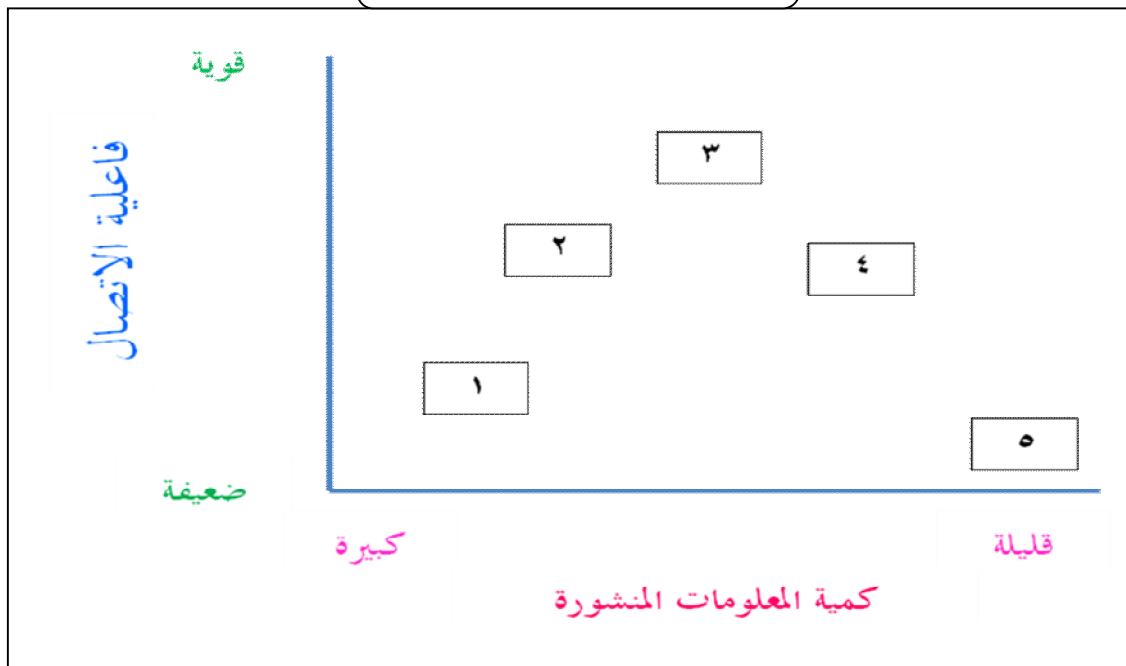 قوية
فاعلية الاتصال
٣
٢
٤
١
٥
ضعيفة
كبيرة
قليلة
كمية المعلومات المنشورة